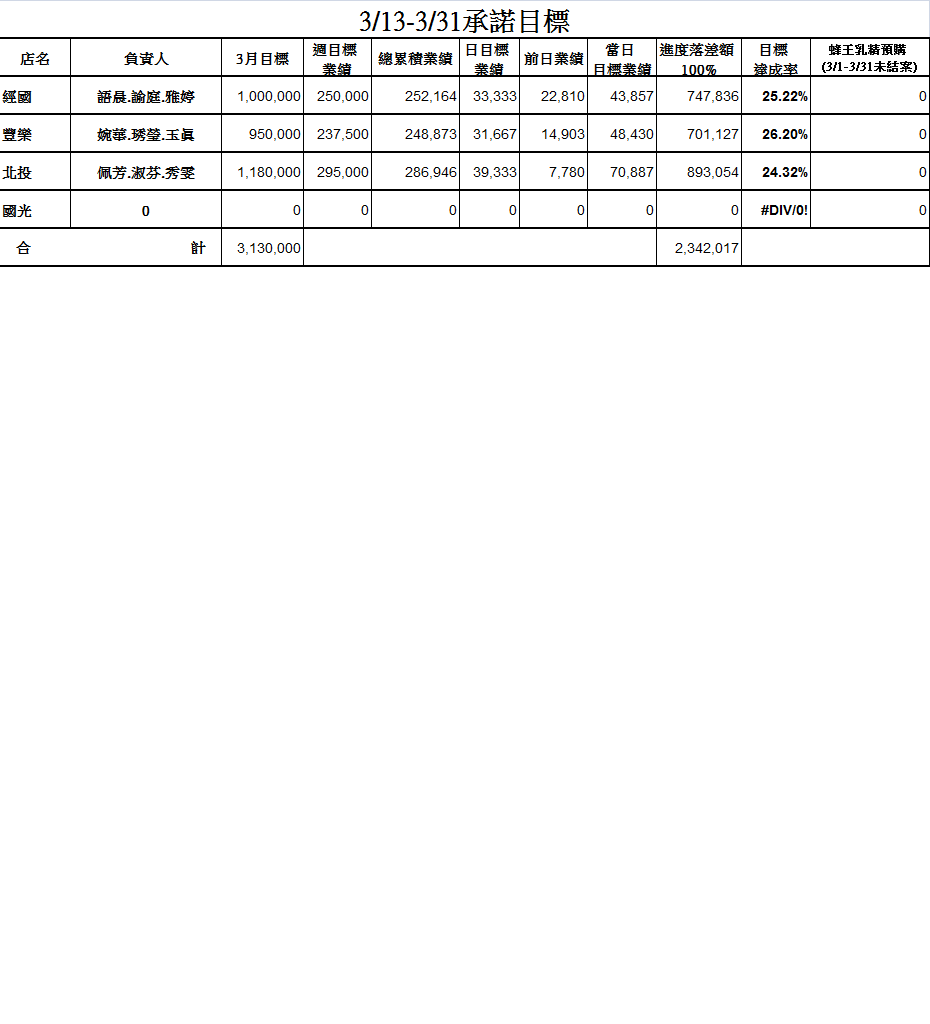 3/13-3/31承諾目標
店名 負責人 3月目標 週目標業績 總累積業績 日目標業績 前日業績 當日目標業績 進度落差額100% 目標達成率 蜂王乳精預購(3/1-3/31未結案)
經國 語晨.諭庭.雅婷 1,000,000 250,000 252,164 33,333 22,810 43,857 747,836 25.22% 0
豐樂 婉華.琇瑩.玉真 950,000 237,500 248,873 31,667 14,903 48,430 701,127 26.20% 0
北投 佩芳.淑芬.秀雯 1,180,000 295,000 286,946 39,333 7,780 70,887 893,054 24.32% 0
國光 0 0 0 0 0 0 0 0 #DIV/0! 0
合計 3,130,000 2,342,017